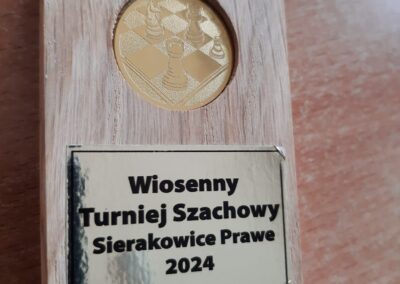 Wiosenny
Turniej Szachowy
Sierakowice Prawe
2024